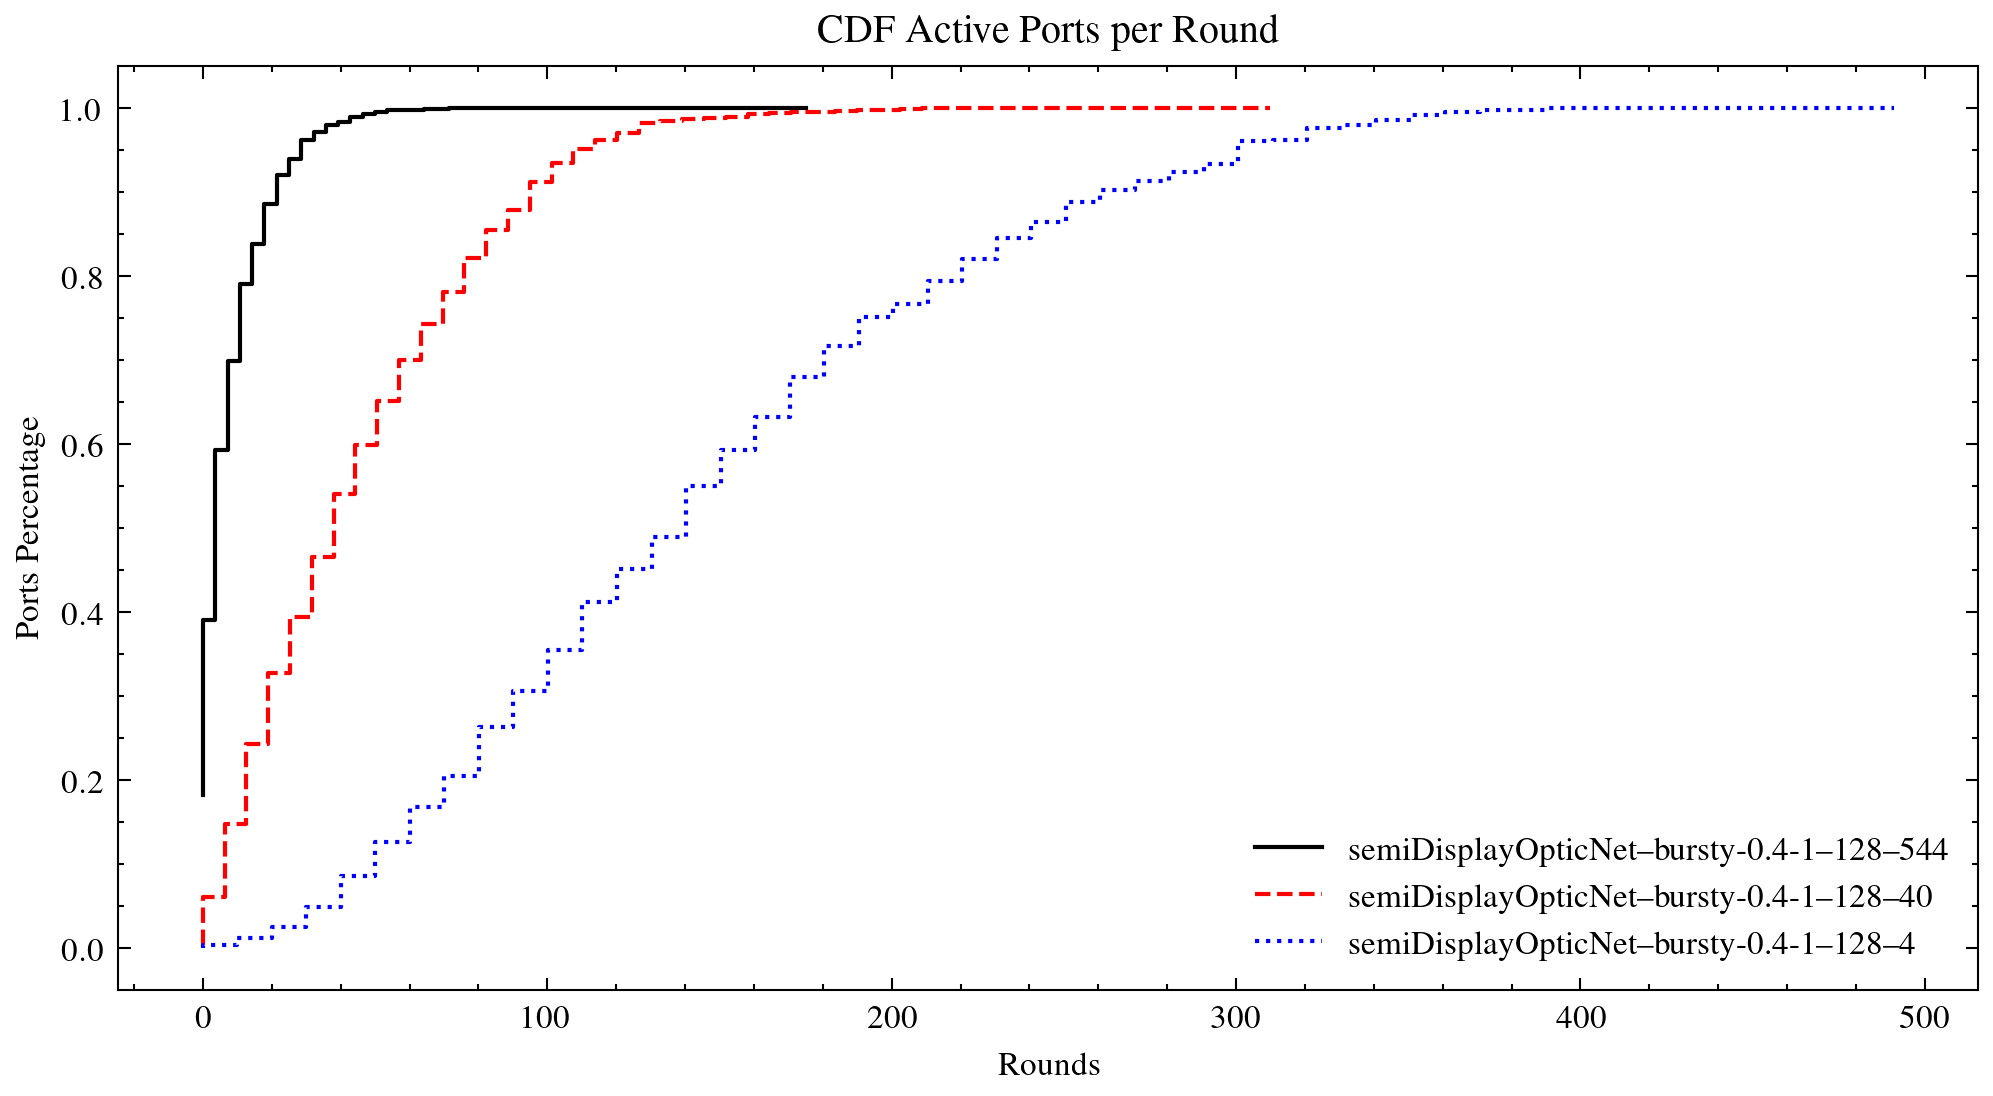 CDF Active Ports per Round
1.0
0.8
0.6
0.4
0.2
0.0
Ports Percentage
semiDisplayOpticNet–bursty-0.4-1–128–544
semiDisplayOpticNet–bursty-0.4-1–128–40
semiDisplayOpticNet–bursty-0.4-1–128–4
0 100 200 300 400 500
Rounds